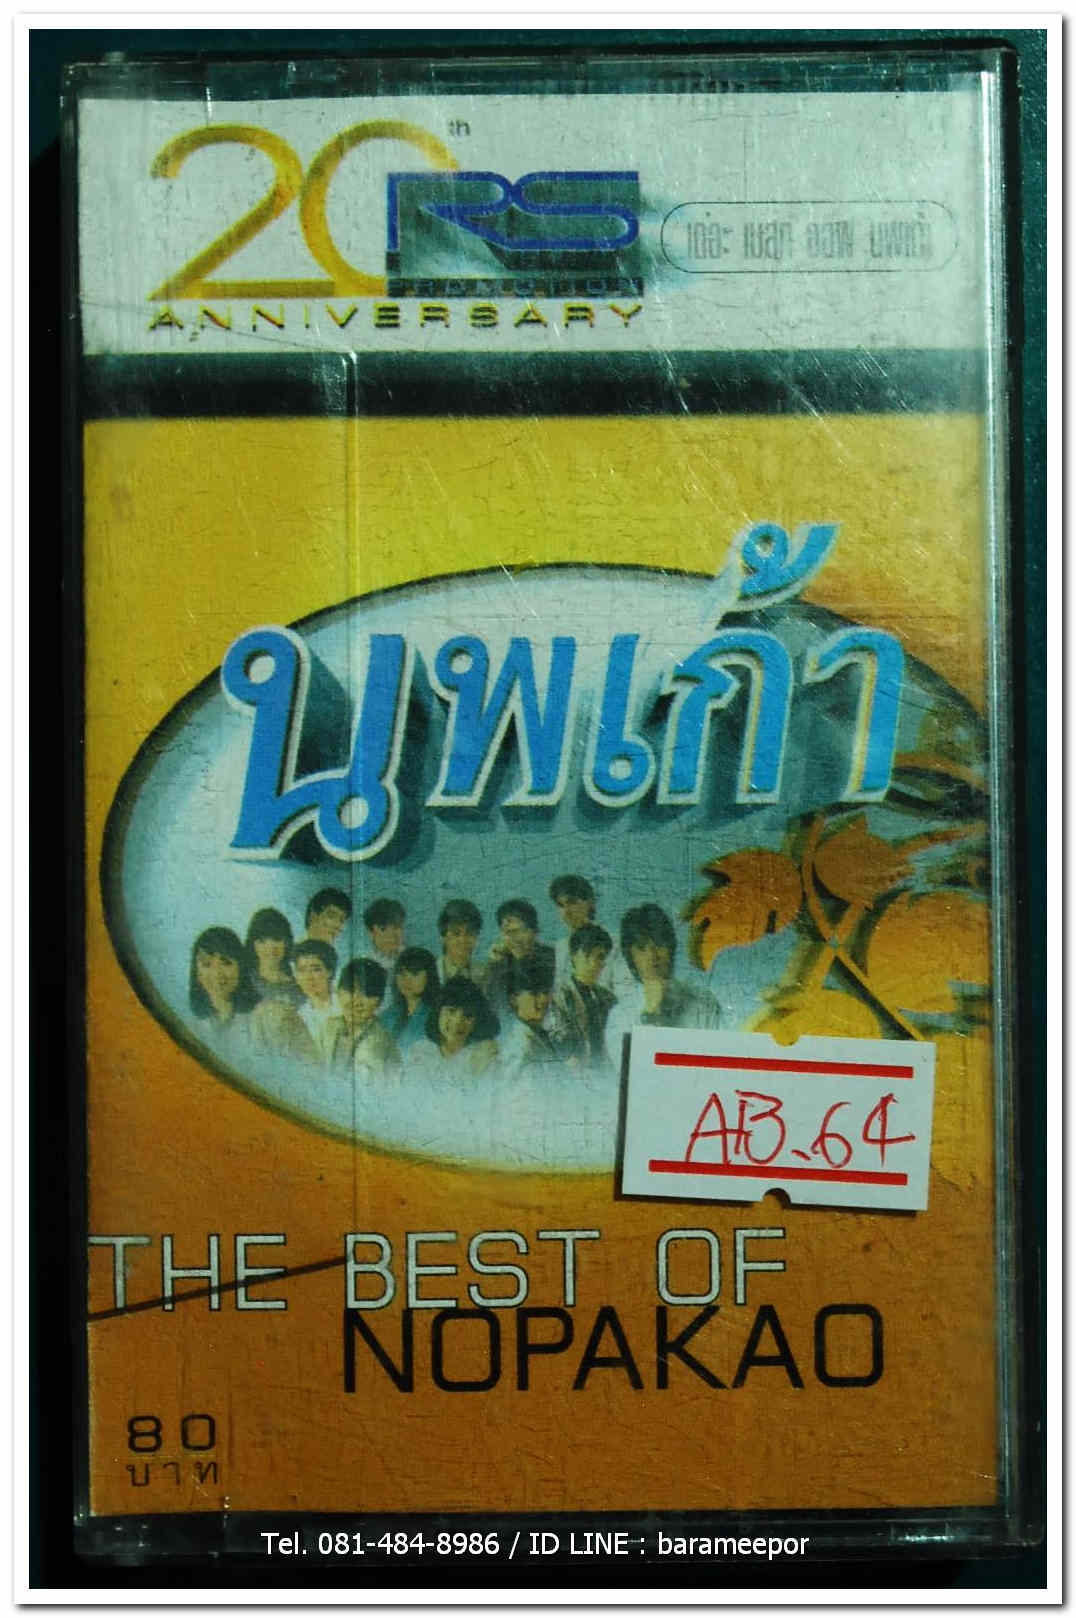 20th
RS
PROMOTION
ANNIVERSARY
เดอะ เบสท ออฟ นพเก้า
นพเก้า
AB.64
THE BEST OF
NOPAKAO
80
บาท
Tel. 081-484-8986 / ID LINE : barameepor